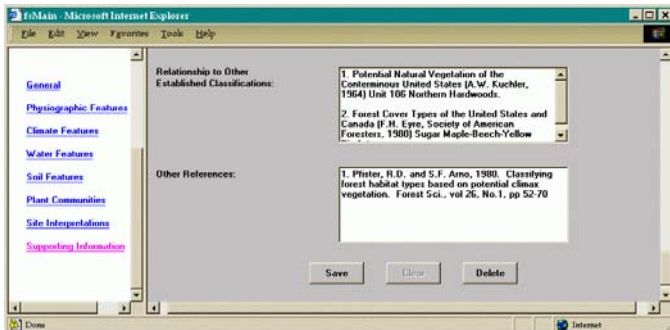 fsMain - Microsoft Internet Explorer
File Edit View Favorites Tools Help
General
Physiographic Features
Climate Features
Water Features
Soil Features
Plant Communities
Site Interpretations
Supporting Information
Relationship to Other
Established Classifications:
1. Potential Natural Vegetation of the
Conterminous United States (A.W. Kuchler,
1964) Unit 106 Northern Hardwoods.
2. Forest Cover Types of the United States and
Canada (F.H. Eyre, Society of American
Foresters, 1980) Sugar Maple-Beech-Yellow
Other References:
1. Pfister, R.D. and S.F. Arno, 1980. Classifying
forest habitat types based on potential climax
vegetation. Forest Sci., vol 26, No.1, pp 52-70
Save Clear Delete
Done Internet